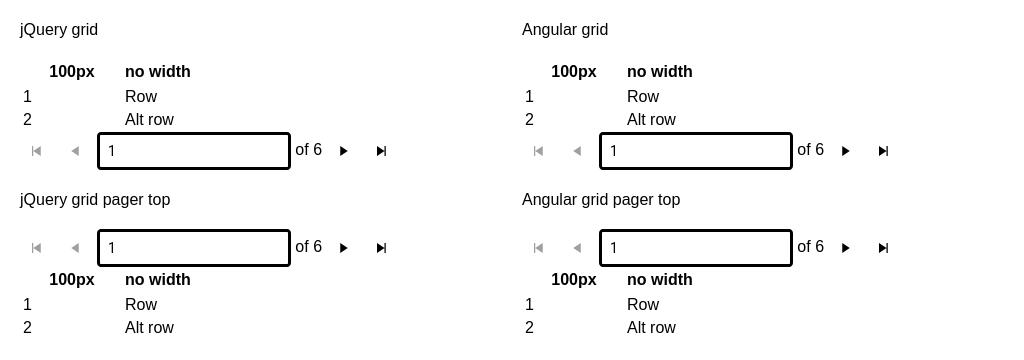 jQuery grid
100px no width
1 Row
2 Alt row
1 of 6
Angular grid
100px no width
1 Row
2 Alt row
1 of 6
jQuery grid pager top
1 of 6
100px no width
1 Row
2 Alt row
Angular grid pager top
1 of 6
100px no width
1 Row
2 Alt row